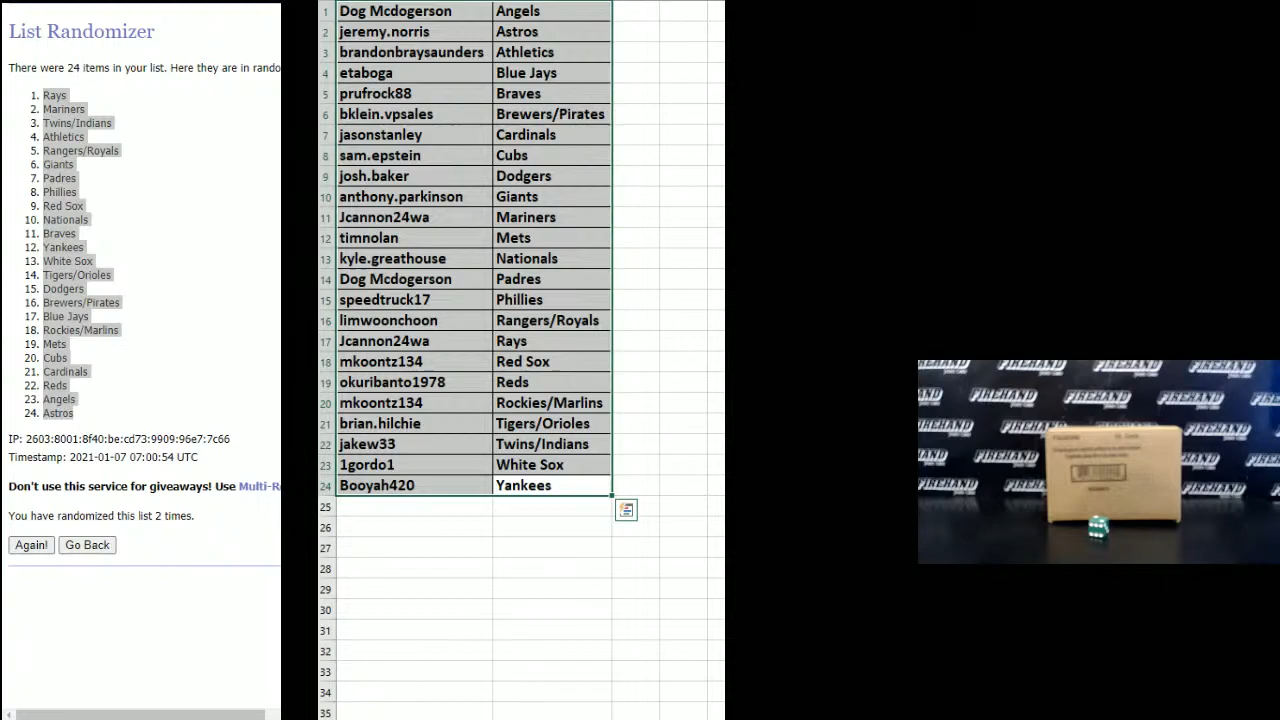 List Randomizer
There were 24 items in your list. Here they are in rando
1. Rays
2. Mariners
3. Twins/Indians
4. Athletics
5. Rangers/Royals
6. Giants
7. Padres
8. Phillies
9. Red Sox
10. Nationals
11. Braves
12. Yankees
13. White Sox
14. Tigers/Orioles
15. Dodgers
16. Brewers/Pirates
17. Blue Jays
18. Rockies/Marlins
19. Mets
20. Cubs
21. Cardinals
22. Reds
23. Angels
24. Astros
IP: 2603:8001:8f40:be:cd73:9909:96e7:7c66
Timestamp: 2021-01-07 07:00:54 UTC
Don't use this service for giveaways! Use Multi-R
You have randomized this list 2 times.
Again! Go Back
1 Dog Mcdogerson Angels
2 jeremy.norris Astros
3 brandonbraysaunders Athletics
4 etaboga Blue Jays
5 prufrock88 Braves
6 bklein.vpsales Brewers/Pirates
7 jasonstanley Cardinals
8 sam.epstein Cubs
9 josh.baker Dodgers
10 anthony.parkinson Giants
11 Jcannon24wa Mariners
12 timnolan Mets
13 kyle.greathouse Nationals
14 Dog Mcdogerson Padres
15 speedtruck17 Phillies
16 limwoonchoon Rangers/Royals
17 Jcannon24wa Rays
18 mkoontz134 Red Sox
19 okuribanto1978 Reds
20 mkoontz134 Rockies/Marlins
21 brian.hilchie Tigers/Orioles
22 jakew33 Twins/Indians
23 1gordo1 White Sox
24 Booyah420 Yankees
25
26
27
28
29
30
31
32
33
34
35
FIREHAND